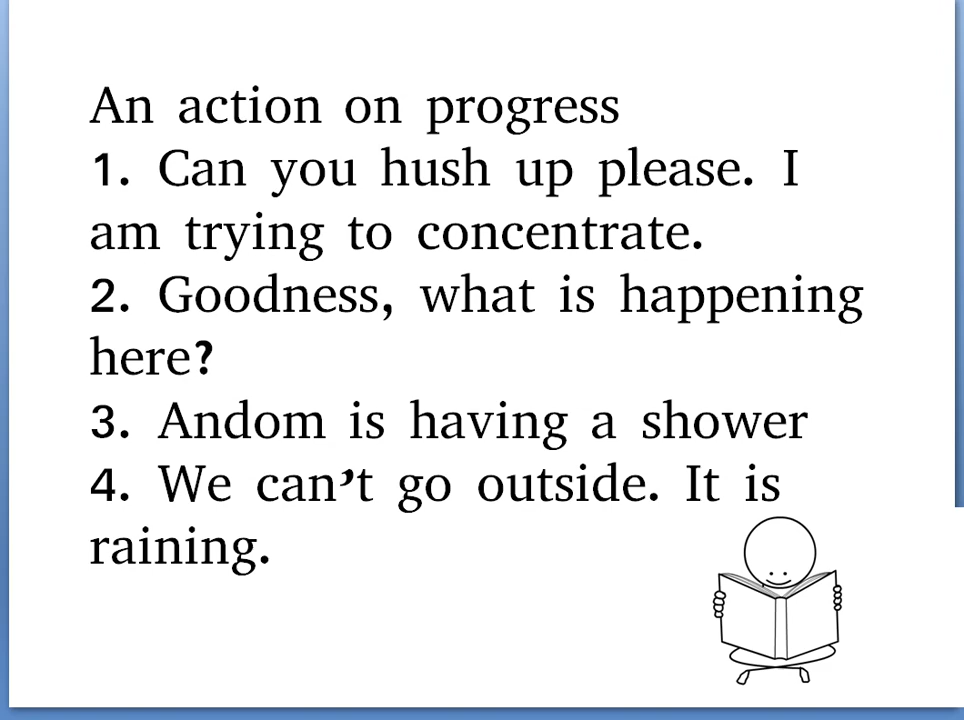 An action on progress
1. Can you hush up please. I
am trying to concentrate.
2. Goodness, what is happening
here?
3. Andom is having a shower
4. We can’t go outside. It is
raining.